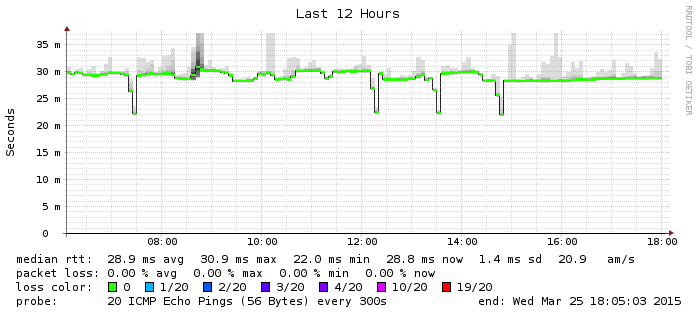 Last 12 Hours
RRDTOOL / TOBI OETIKER
Seconds
35 m
30 m
25 m
20 m
15 m
10 m
5 m
0
08:00 10:00 12:00 14:00 16:00 18:00
median rtt: 28.9 ms avg 30.9 ms max 22.0 ms min 28.8 ms now 1.4 ms sd 20.9 am/s
packet loss: 0.00 % avg 0.00 % max 0.00 % min 0.00 % now
loss color: 0 1/20 2/20 3/20 4/20 10/20 19/20
probe: 20 ICMP Echo Pings (56 Bytes) every 300s end: Wed Mar 25 18:05:03 2015